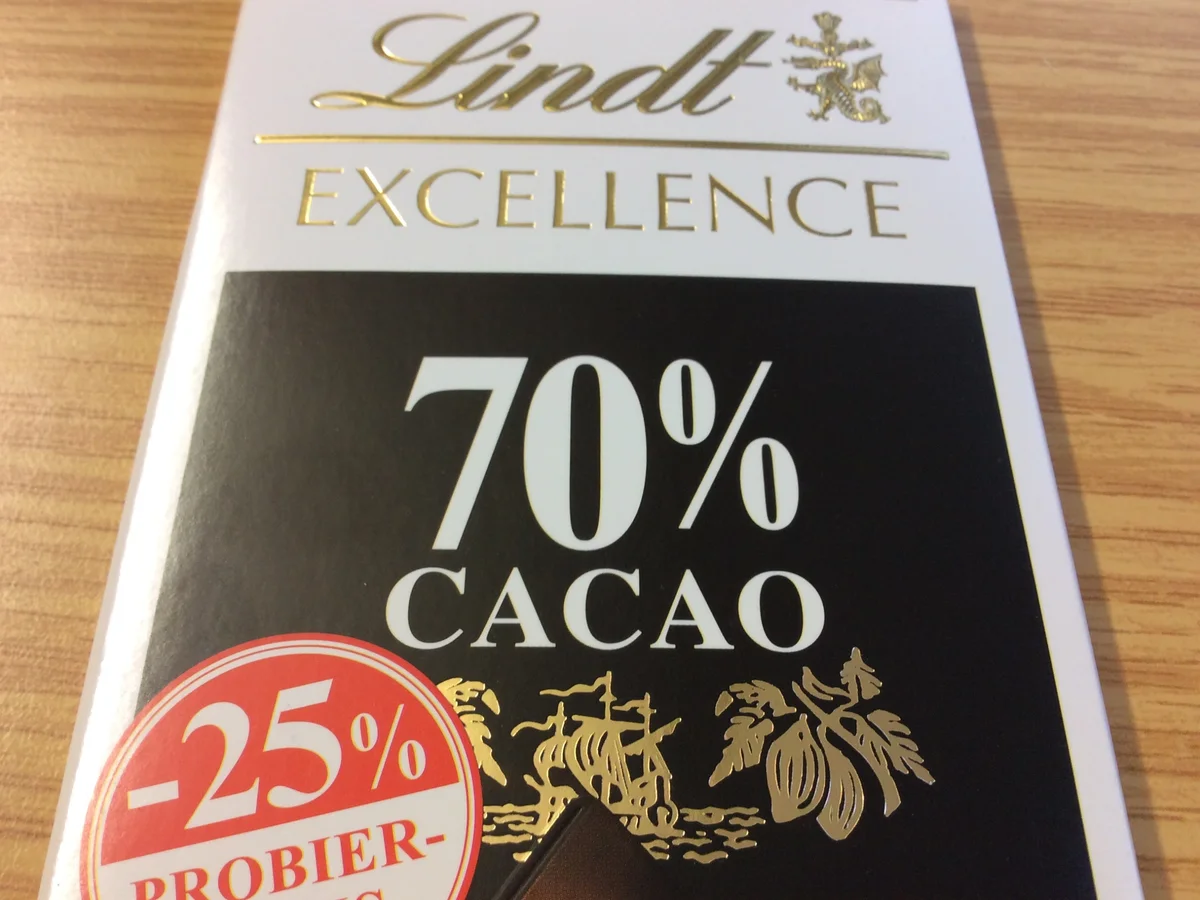 Lindt
EXCELLENCE
70%
CACAO
-25%
PROBIER-